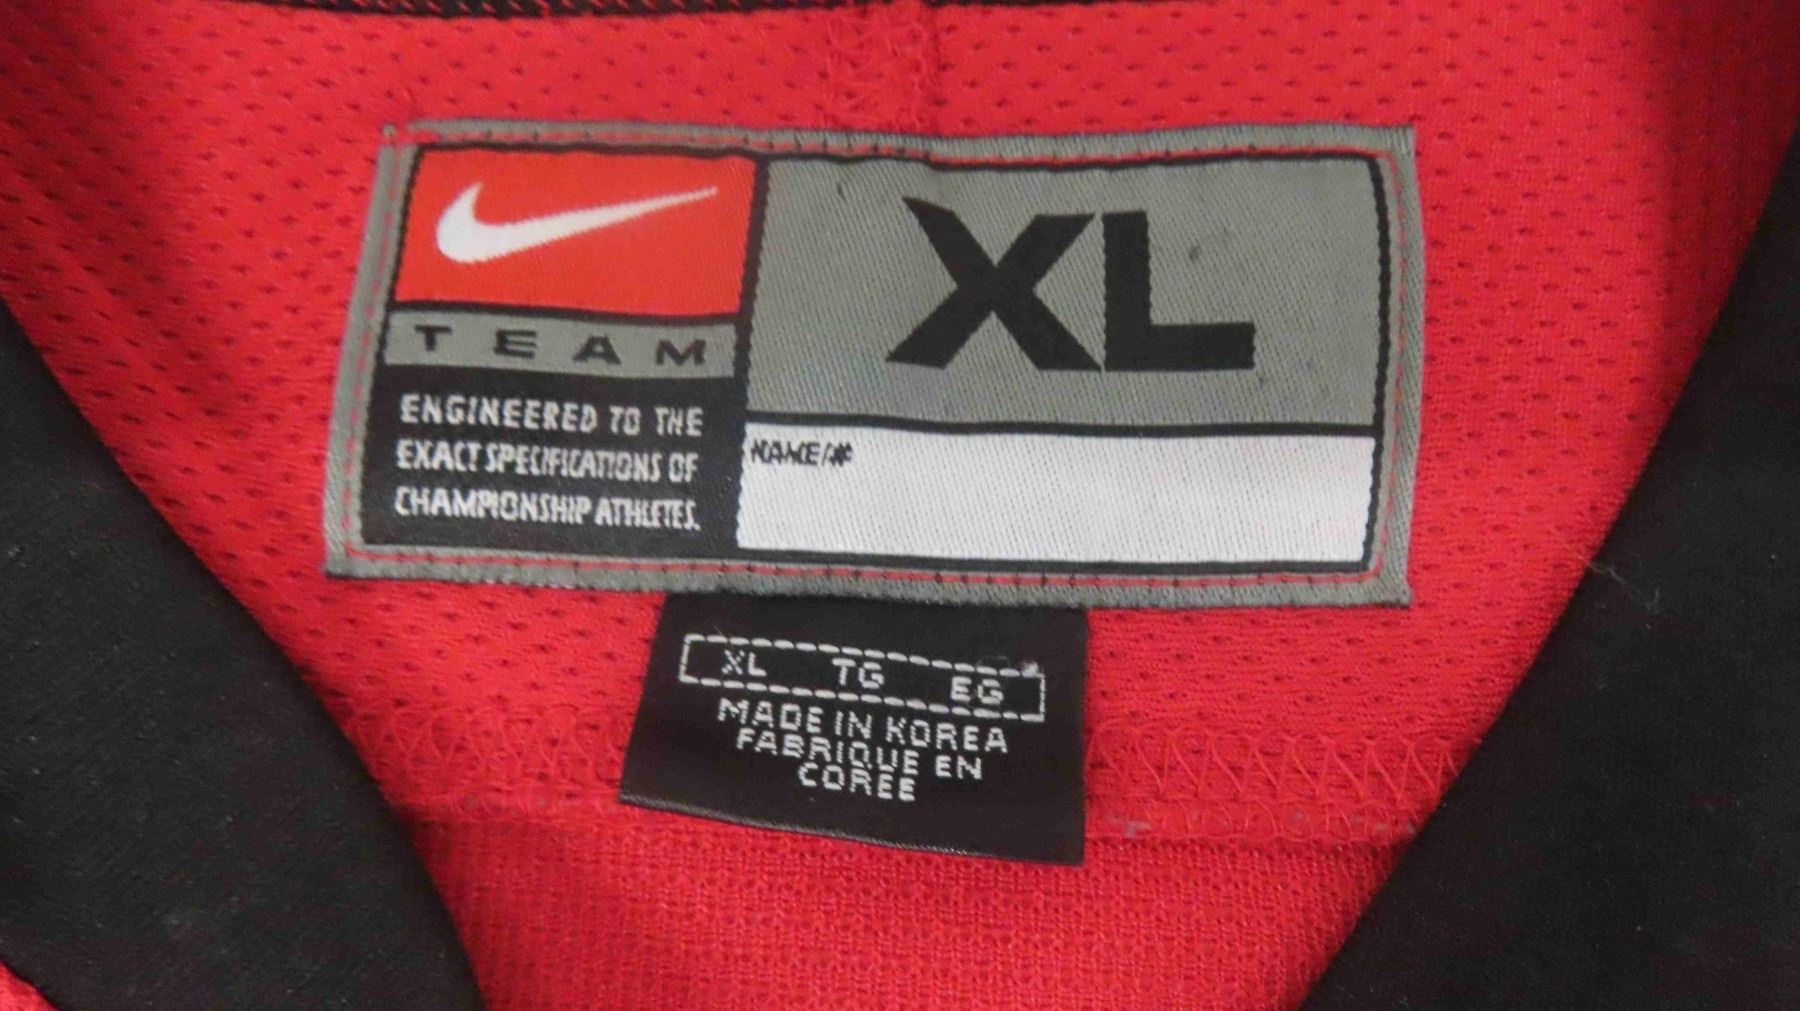 TEAM
ENGINEERED TO THE
EXACT SPECIFICATIONS OF
CHAMPIONSHIP ATHLETES.
XL
NAME/#
XL TG EG
MADE IN KOREA
FABRIQUE EN
COREE